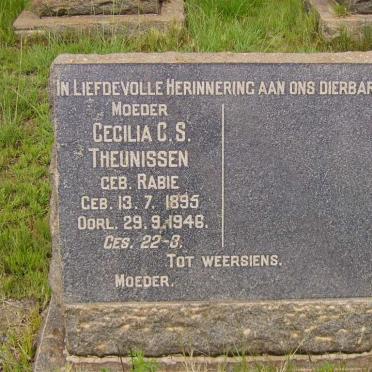 IN LIEFDEVOLLE HERINNERING AAN ONS DIERBAR
MOEDER
CECILIA C. S.
THEUNISSEN
GEB. RABIE
GEB. 13. 7. 1895
OORL. 29. 9. 1946.
GES. 22-3.
TOT WEERSIENS.
MOEDER.